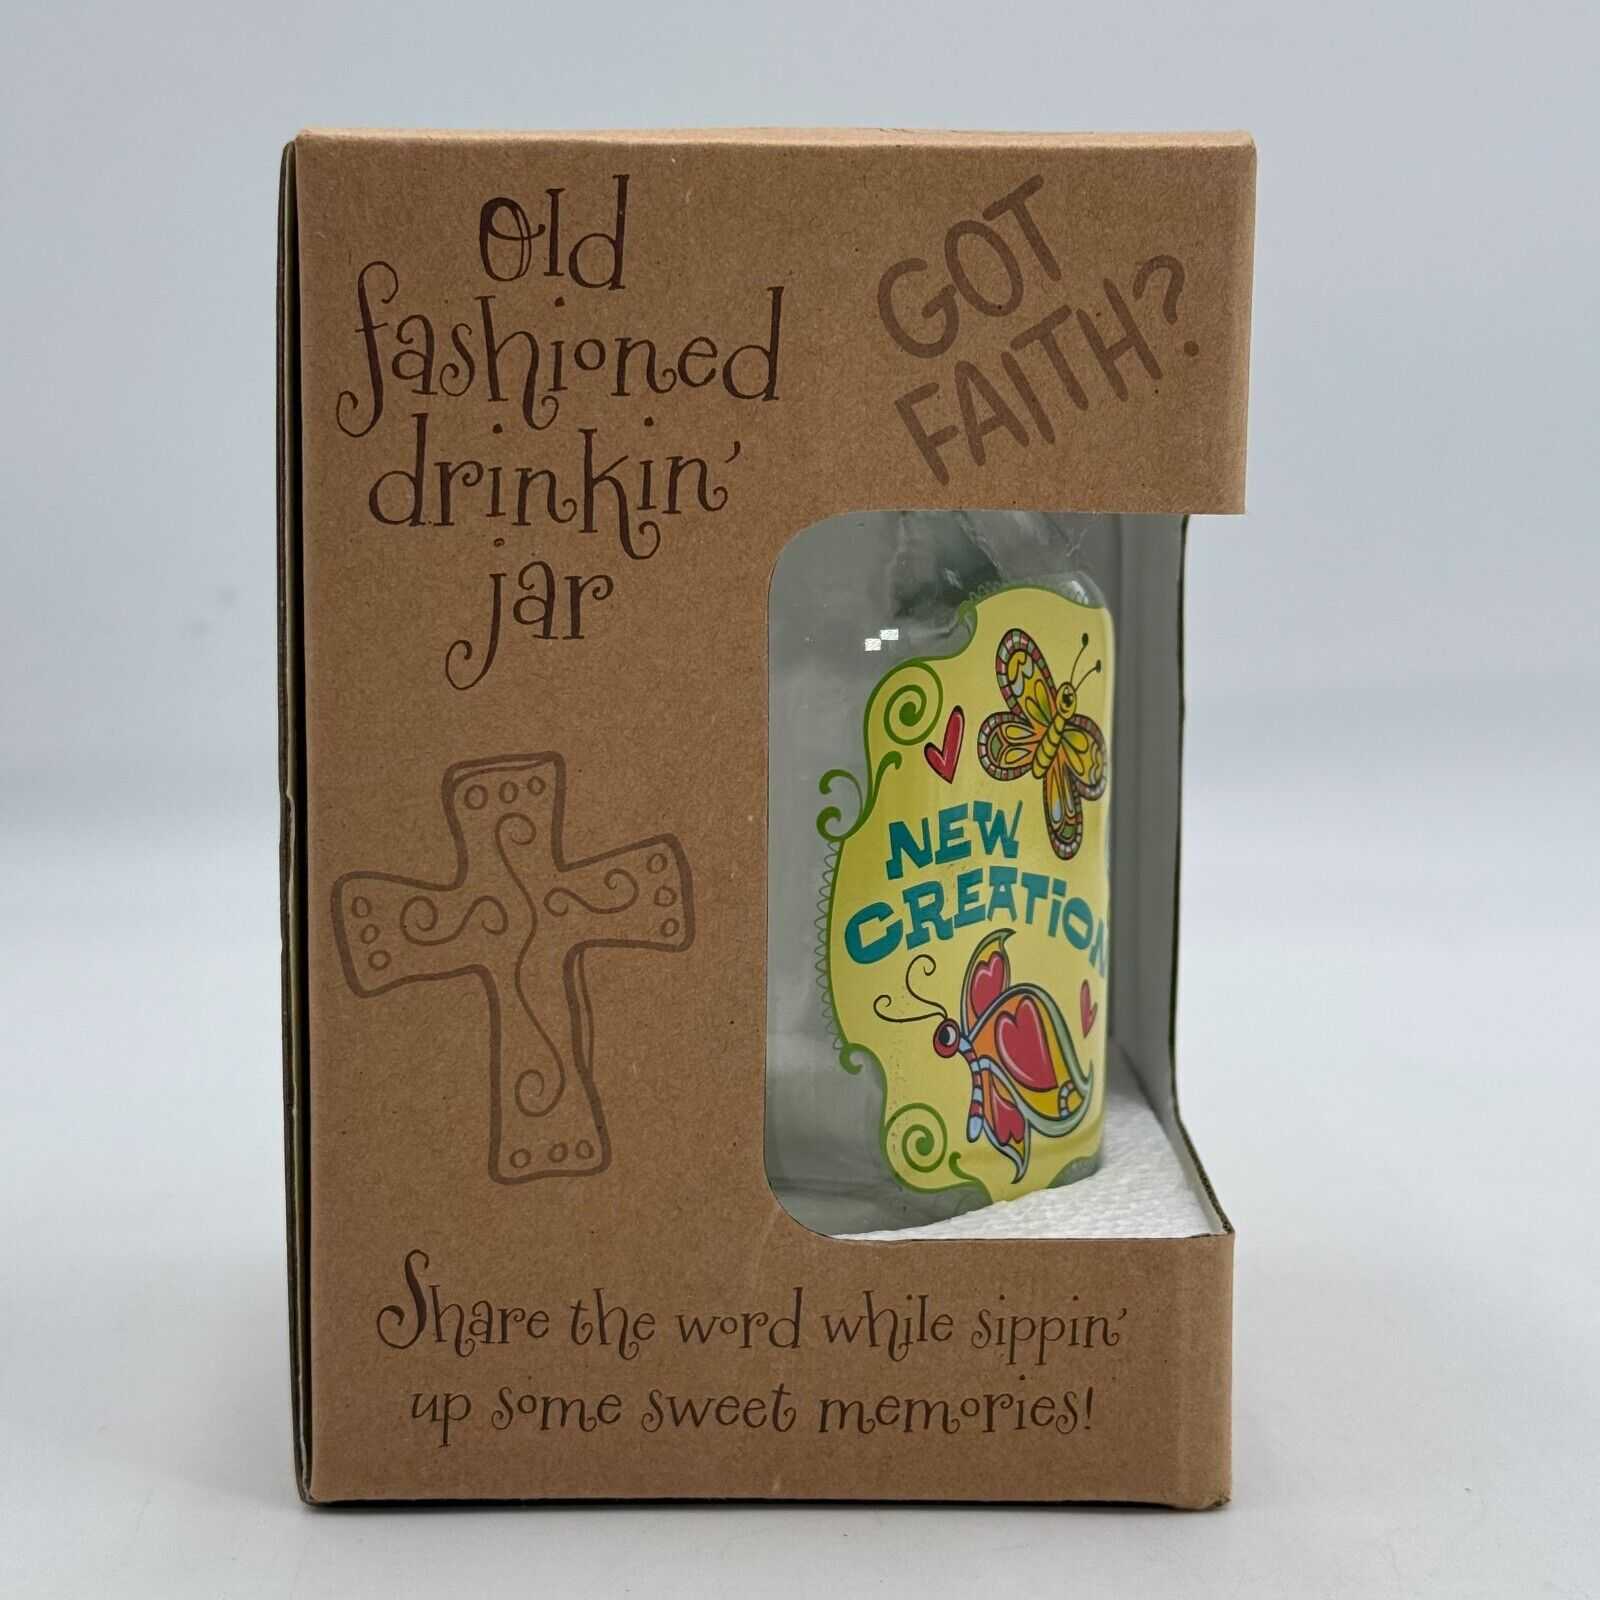 Old
fashioned
drinkin'
jar
GOT
FAITH?
NEW
CREATION
Share the word while sippin'
up some sweet memories!